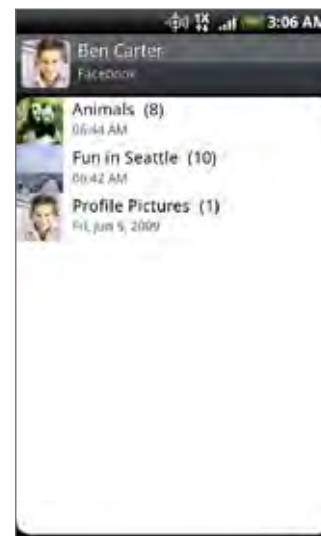 3:06 AM
Ben Carter
Facebook
Animals (8)
06:44 AM
Fun in Seattle (10)
06:42 AM
Profile Pictures (1)
Fri, Jun 5, 2009